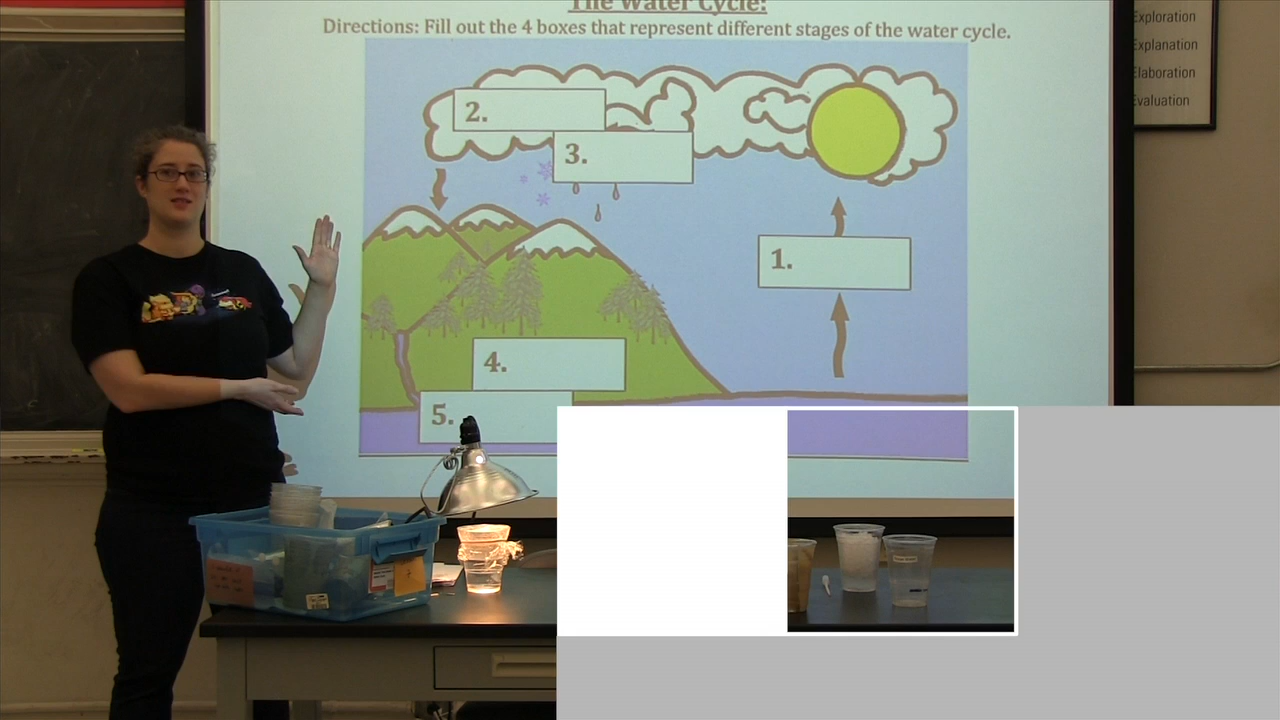 The Water Cycle:
Directions: Fill out the 4 boxes that represent different stages of the water cycle.
2.
3.
1.
4.
5.
Exploration
Explanation
Elaboration
Evaluation